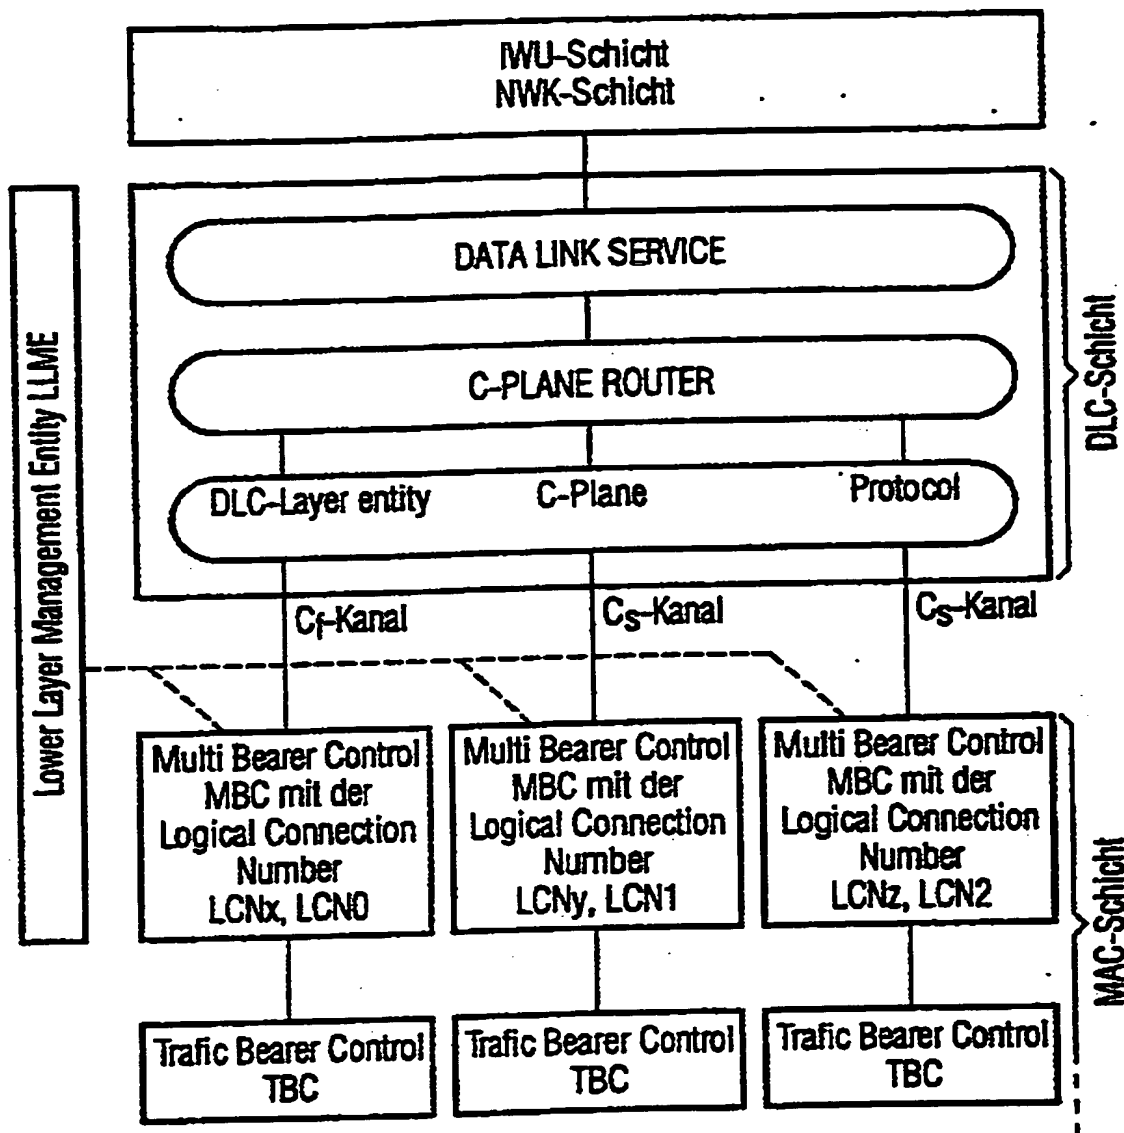 IWU-Schicht
NWK-Schicht
Lower Layer Management Entity LLME
DATA LINK SERVICE
C-PLANE ROUTER
DLC-Layer entity C-Plane Protocol
DLC-Schicht
Cf-Kanal Cs-Kanal Cs-Kanal
Multi Bearer Control
MBC mit der
Logical Connection
Number
LCNx, LCN0
Multi Bearer Control
MBC mit der
Logical Connection
Number
LCNy, LCN1
Multi Bearer Control
MBC mit der
Logical Connection
Number
LCNz, LCN2
MAC-Schicht
Trafic Bearer Control
TBC
Trafic Bearer Control
TBC
Trafic Bearer Control
TBC